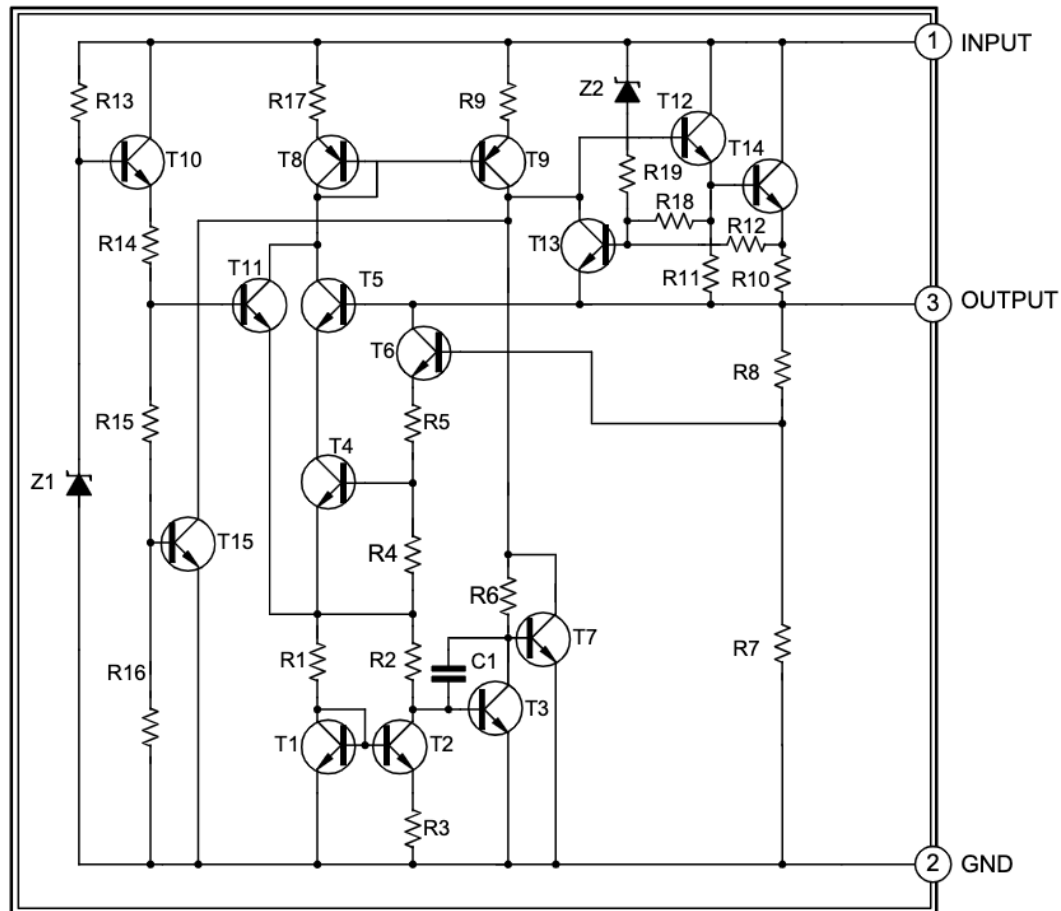 1 INPUT
R13
R17
R9
Z2
T12
T10
T8
T9
T14
R19
R18
R14
T13
R12
T11
T5
R11
R10
3 OUTPUT
T6
R8
R15
R5
T4
Z1
T15
R4
R6
T7
R1
R2
C1
R7
R16
T3
T1
T2
R3
2 GND